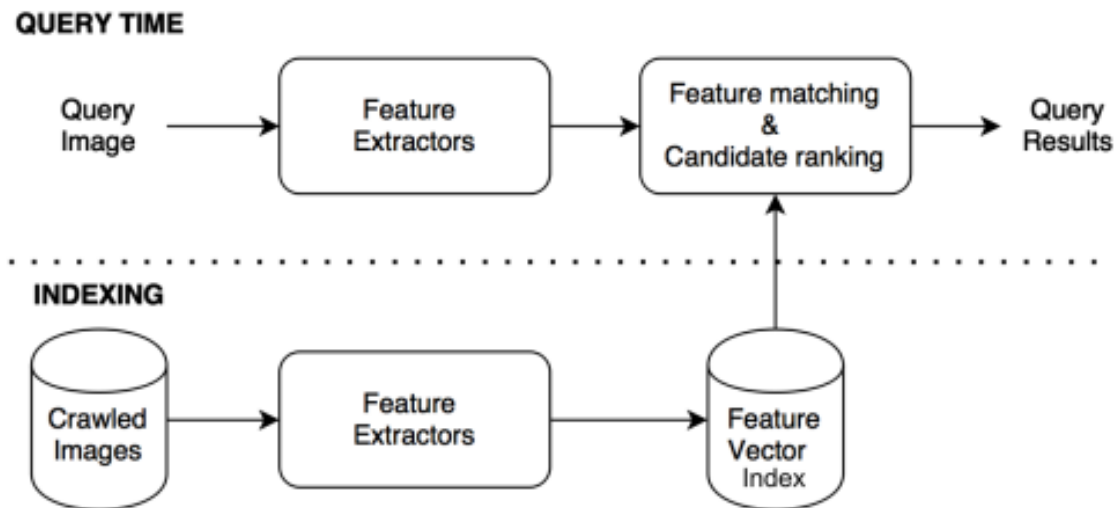 QUERY TIME
Query
Image
Feature
Extractors
Feature matching
&
Candidate ranking
Query
Results
INDEXING
Crawled
Images
Feature
Extractors
Feature
Vector
Index